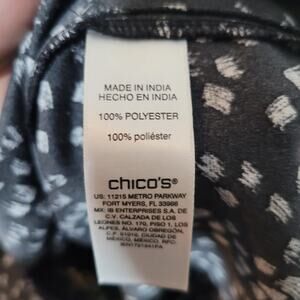 MADE IN INDIA
HECHO EN INDIA
100% POLYESTER
100% poliéster
chico's®
US: 11215 METRO PARKWAY
FORT MYERS, FL 33966
MX: IB ENTERPRISES S.A. DE
C.V. CALZADA DE LOS
LEONES NO. 170, PISO 1, LOS
ALPES, ÁLVARO OBREGÓN,
C.P. 01010, CIUDAD DE
MÉXICO, MÉXICO, RFC: